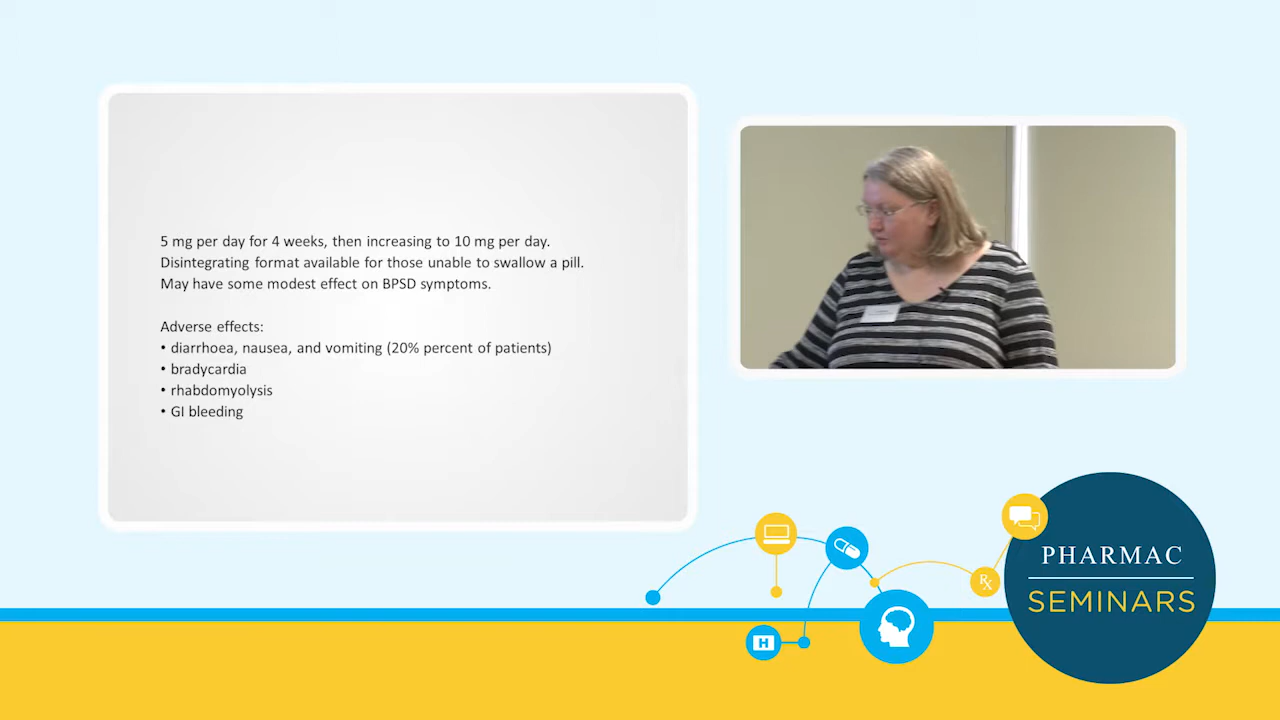 5 mg per day for 4 weeks, then increasing to 10 mg per day.
Disintegrating format available for those unable to swallow a pill.
May have some modest effect on BPSD symptoms.
Adverse effects:
• diarrhoea, nausea, and vomiting (20% percent of patients)
• bradycardia
• rhabdomyolysis
• GI bleeding
H
Rx
PHARMAC
SEMINARS